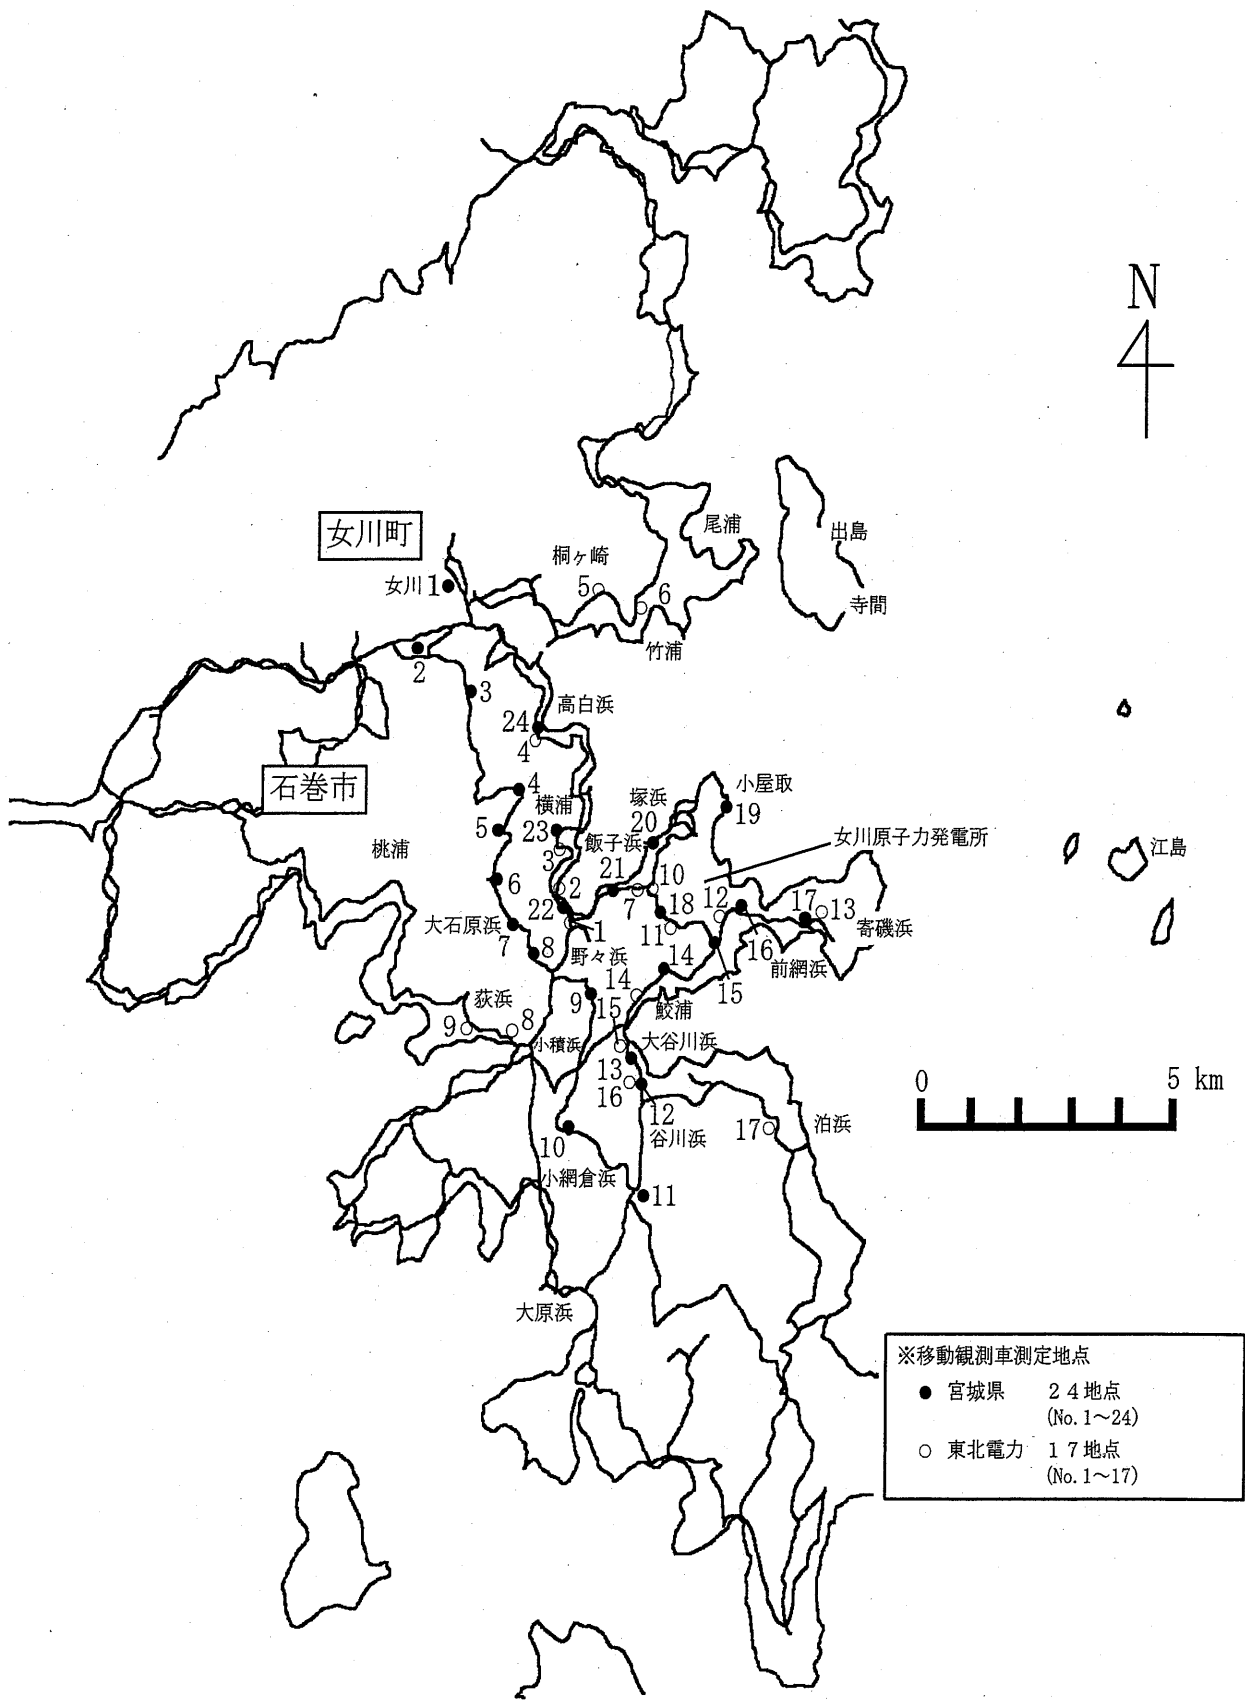 N
女川町
尾浦
出島
桐ヶ崎
女川 1
5
6
寺間
竹浦
2
3
高白浜
24
4
石巻市
4
小屋取
塚浜
横浦
19
5
23
20
飯子浜
女川原子力発電所
桃浦
3
江島
21
6
2
7
10
12
17
13
22
18
大石原浜
1
11
16
寄磯浜
7
8
野々浜
14
前網浜
15
9
14
荻浜
15
鮫浦
9
8
小積浜
大谷川浜
13
0
5 km
16
12
谷川浜
17
泊浜
10
小網倉浜
11
大原浜
※移動観測車測定地点
● 宮城県 24地点
(No.1～24)
○ 東北電力 17地点
(No.1～17)